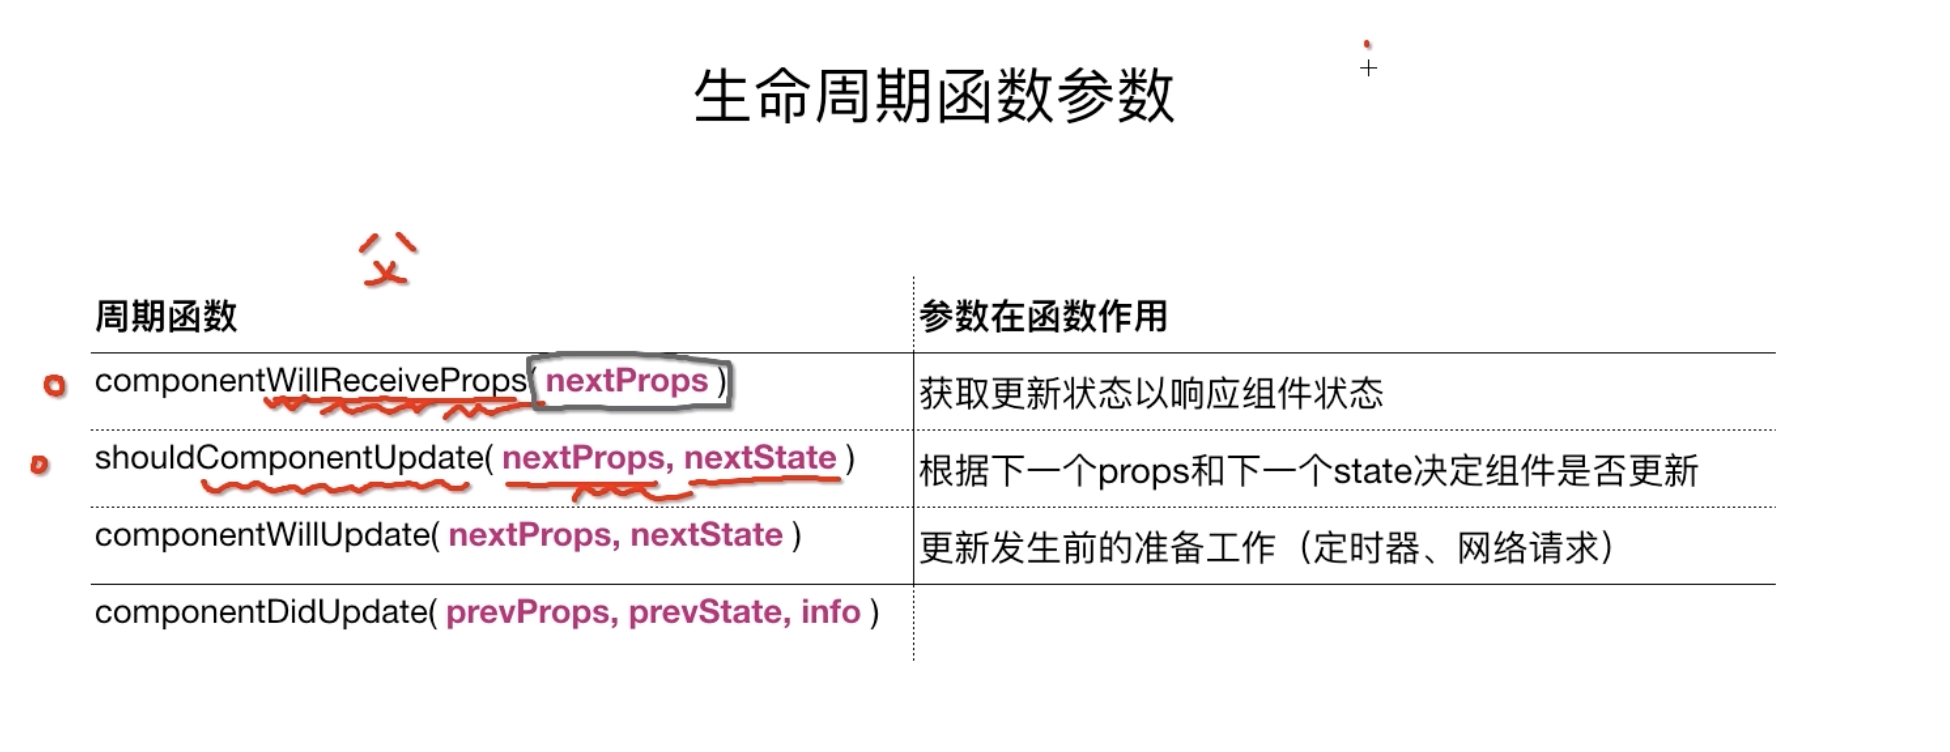 生命周期函数参数
父
周期函数 参数在函数作用
componentWillReceiveProps( nextProps ) 获取更新状态以响应组件状态
shouldComponentUpdate( nextProps, nextState ) 根据下一个props和下一个state决定组件是否更新
componentWillUpdate( nextProps, nextState ) 更新发生前的准备工作（定时器、网络请求）
componentDidUpdate( prevProps, prevState, info )